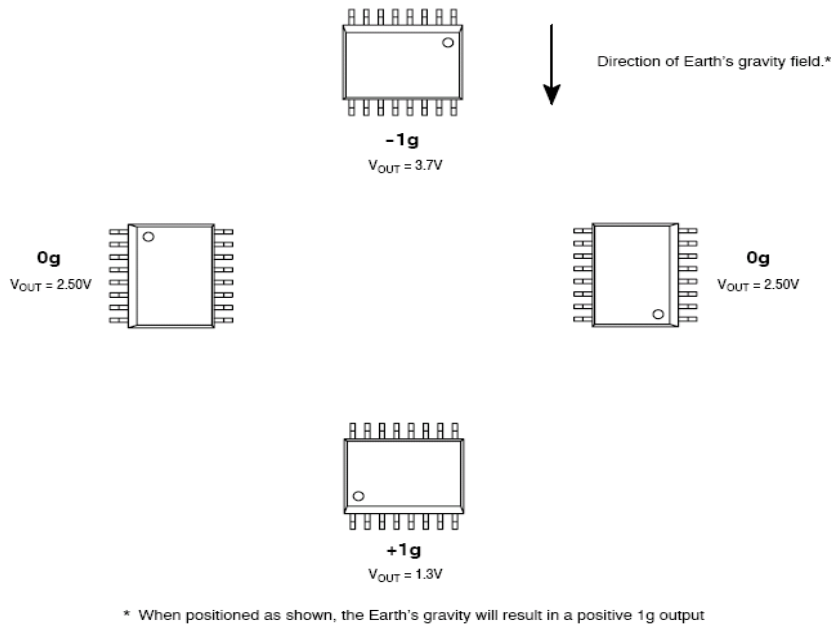 Direction of Earth's gravity field.*
-1g
VOUT = 3.7V
0g
VOUT = 2.50V
0g
VOUT = 2.50V
+1g
VOUT = 1.3V
* When positioned as shown, the Earth's gravity will result in a positive 1g output